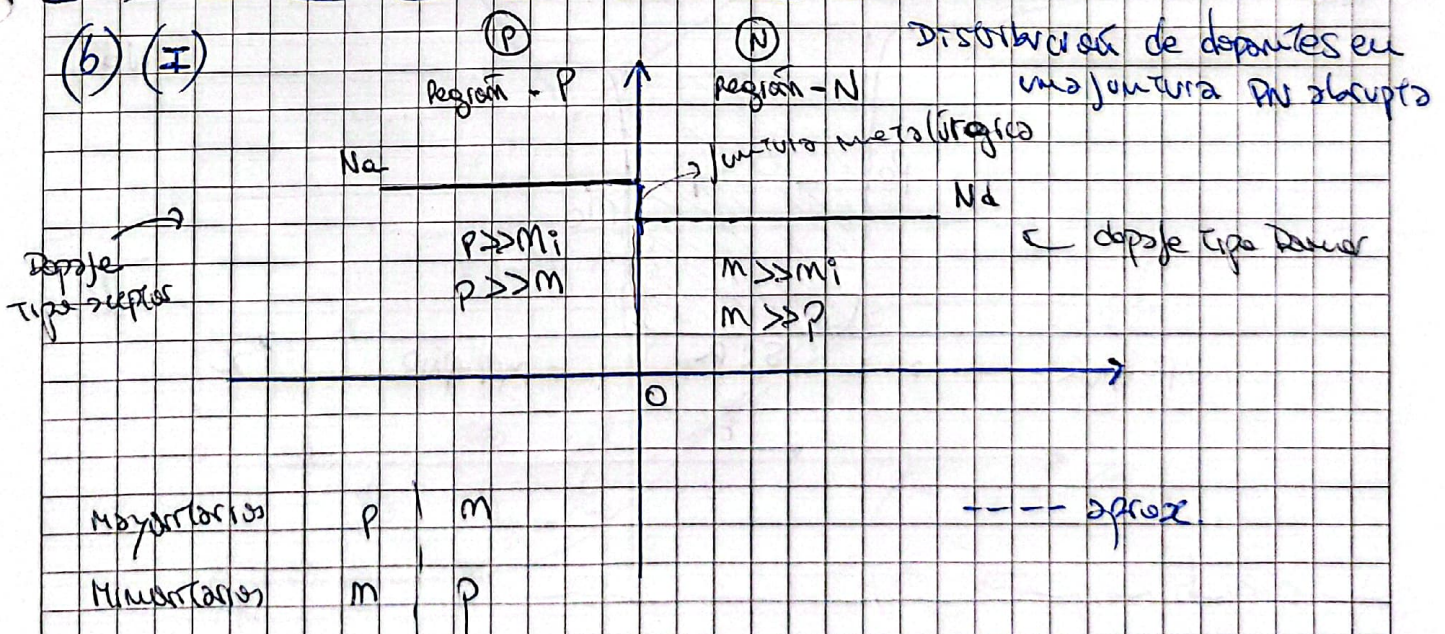 (b) (I)
P
N
Distribución de dopantes en
una juntura PN abrupta
Región - P
Región - N
juntura metalúrgica
Na
Nd
Dopaje
tipo aceptor
p>>ni
p>>n
n>>ni
n>>p
dopaje tipo Donor
0
Mayoritarios p | n
---- aprox.
Minoritarios n | p